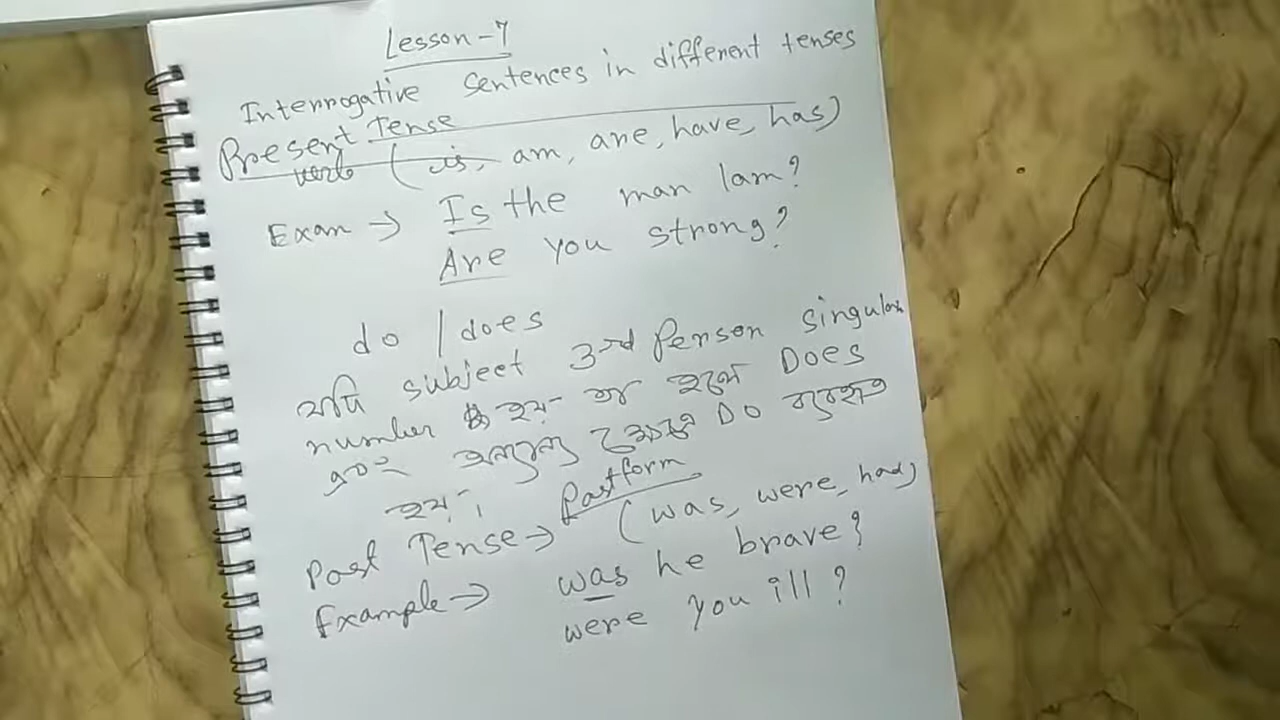 Lesson-7
Interrogative Sentences in different tenses
Present Tense
verb (is, am, are, have, has)
Exam → Is the man lam?
Are you strong?
do / does
যদি subject 3rd Person singular
number হয় তা হলে Does
এবং অন্যান্য ক্ষেত্রে DO ব্যবহৃত
হয়।
Past form
Past Tense → (was, were, had)
Example → was he brave?
were you ill?